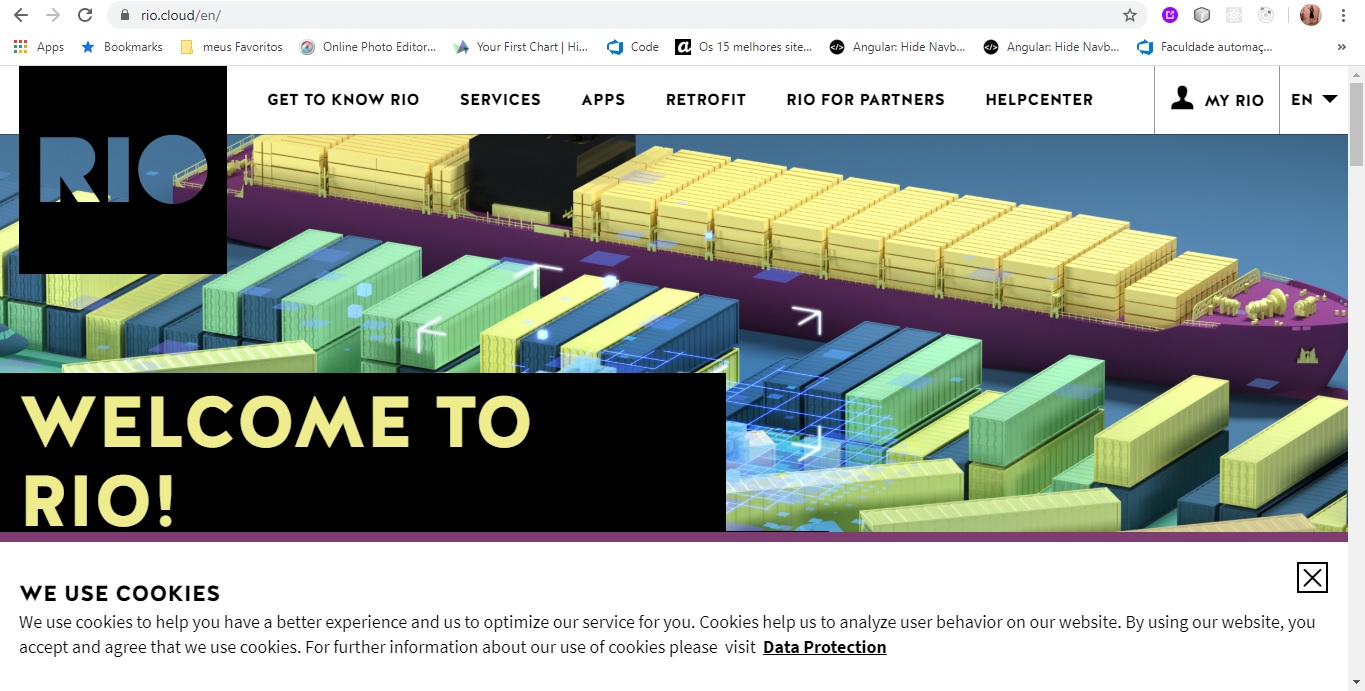 rio.cloud/en/
Apps Bookmarks meus Favoritos Online Photo Editor... Your First Chart | Hi... Code Os 15 melhores site... Angular: Hide Navb... Angular: Hide Navb... Faculdade automaç... »
RIO
GET TO KNOW RIO SERVICES APPS RETROFIT RIO FOR PARTNERS HELPCENTER MY RIO EN
WELCOME TO
RIO!
WE USE COOKIES
We use cookies to help you have a better experience and us to optimize our service for you. Cookies help us to analyze user behavior on our website. By using our website, you
accept and agree that we use cookies. For further information about our use of cookies please visit Data Protection